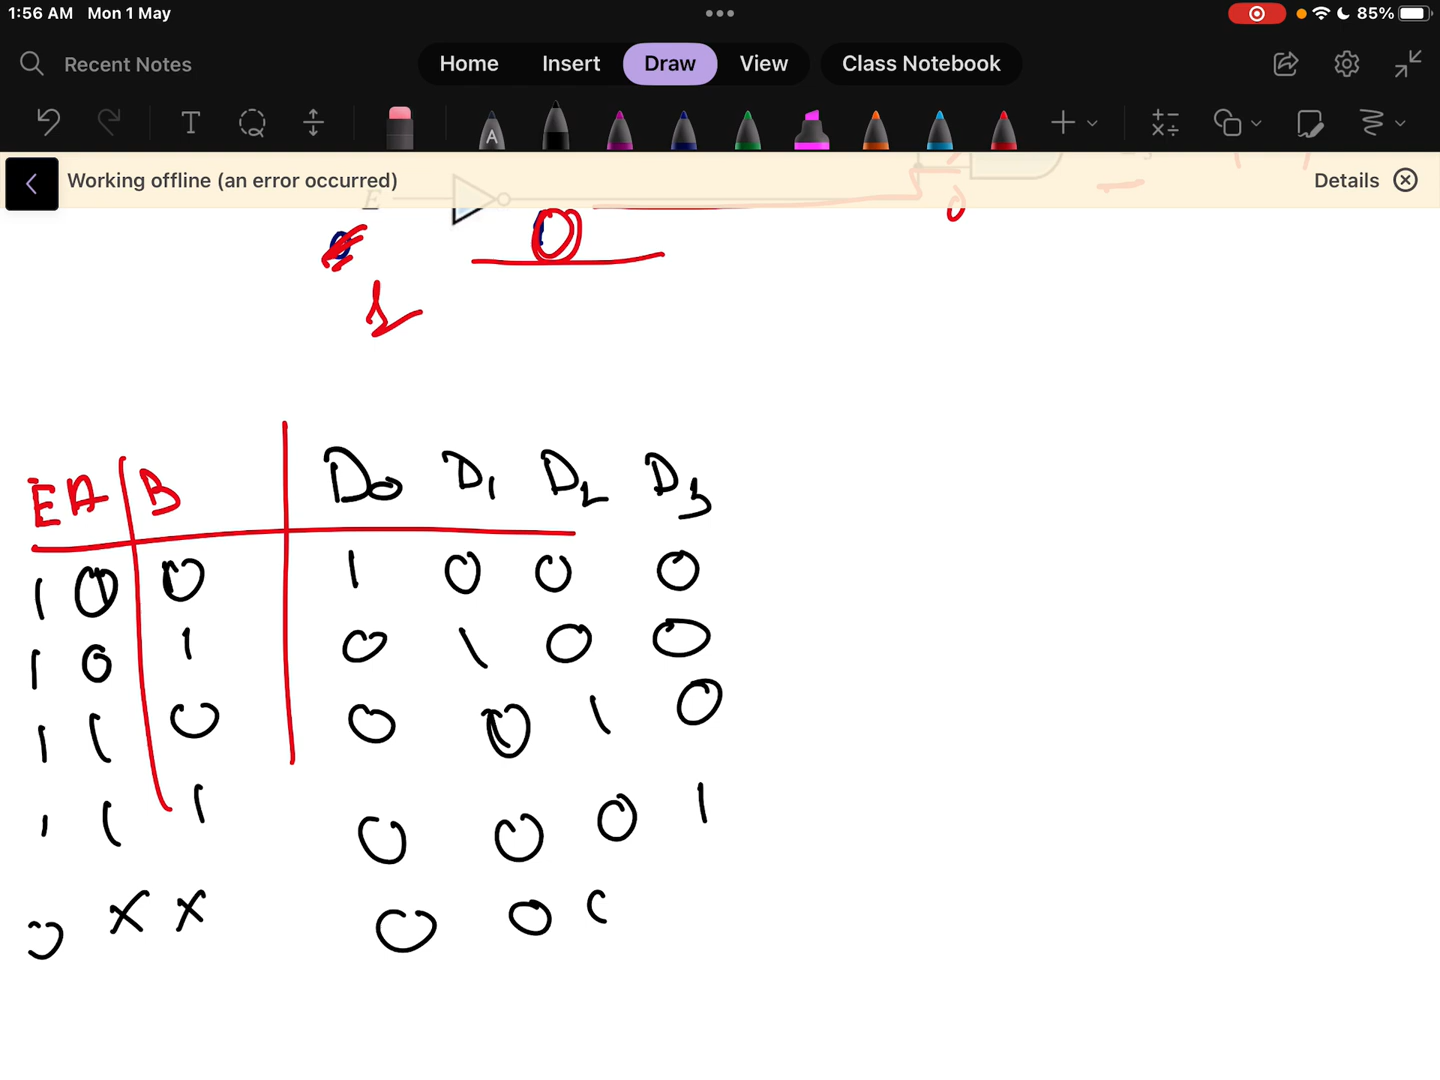 1:56 AM Mon 1 May 85%
Recent Notes Home Insert Draw View Class Notebook
T A
Working offline (an error occurred) Details
E
0 0
1
E A B D0 D1 D2 D3
1 0 0 1 0 0 0
1 0 1 0 1 0 0
1 1 0 0 0 1 0
1 1 1 0 0 0 1
0 X X 0 0